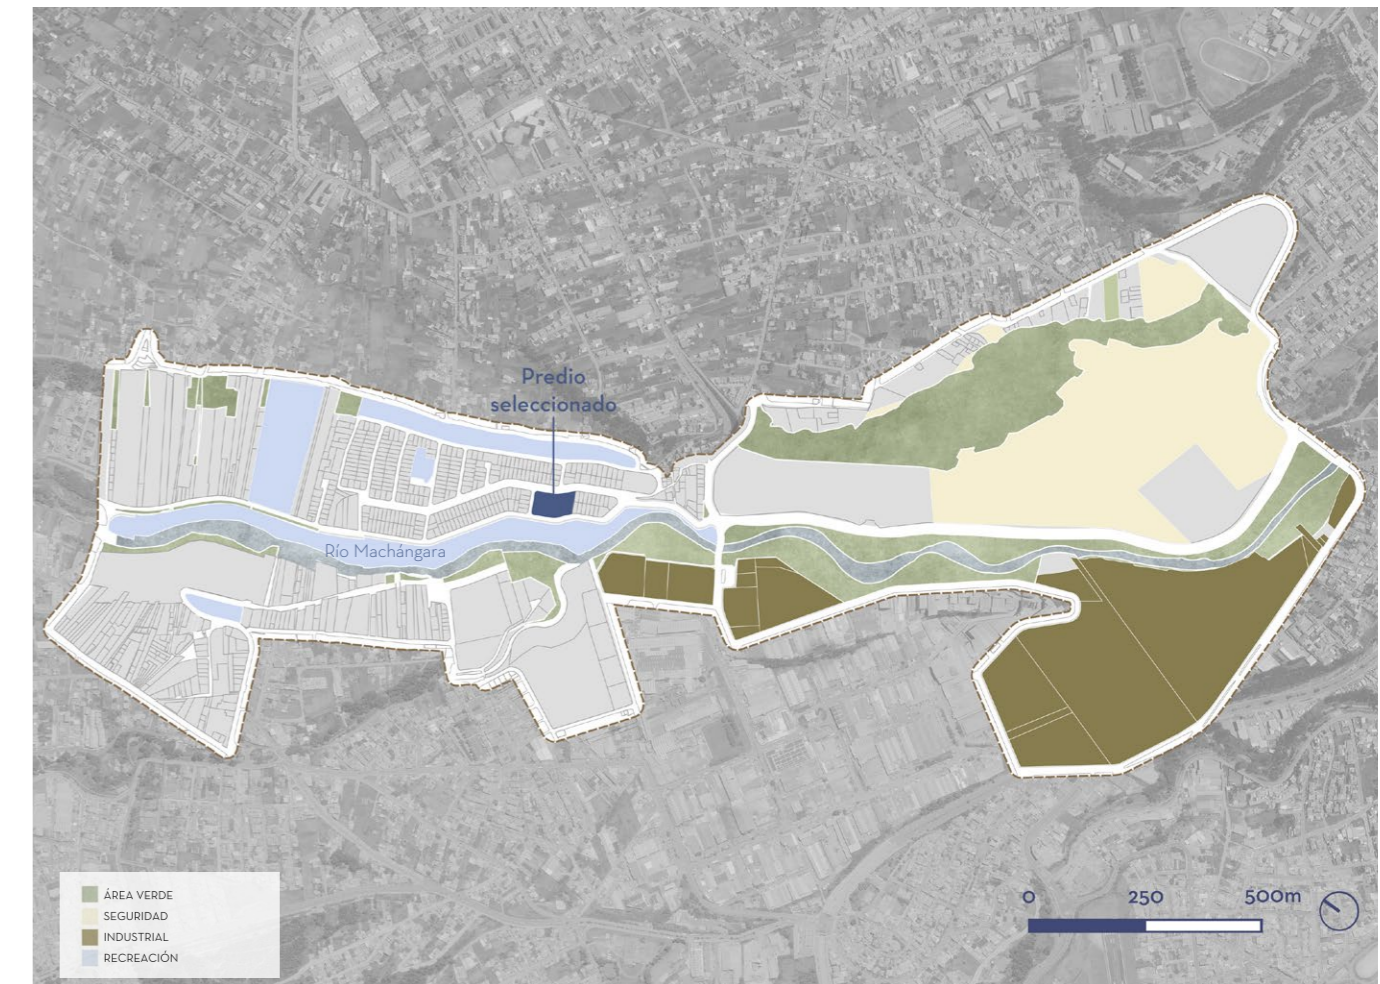 Predio
seleccionado
Río Machángara
ÁREA VERDE
SEGURIDAD
INDUSTRIAL
RECREACIÓN
0 250 500m